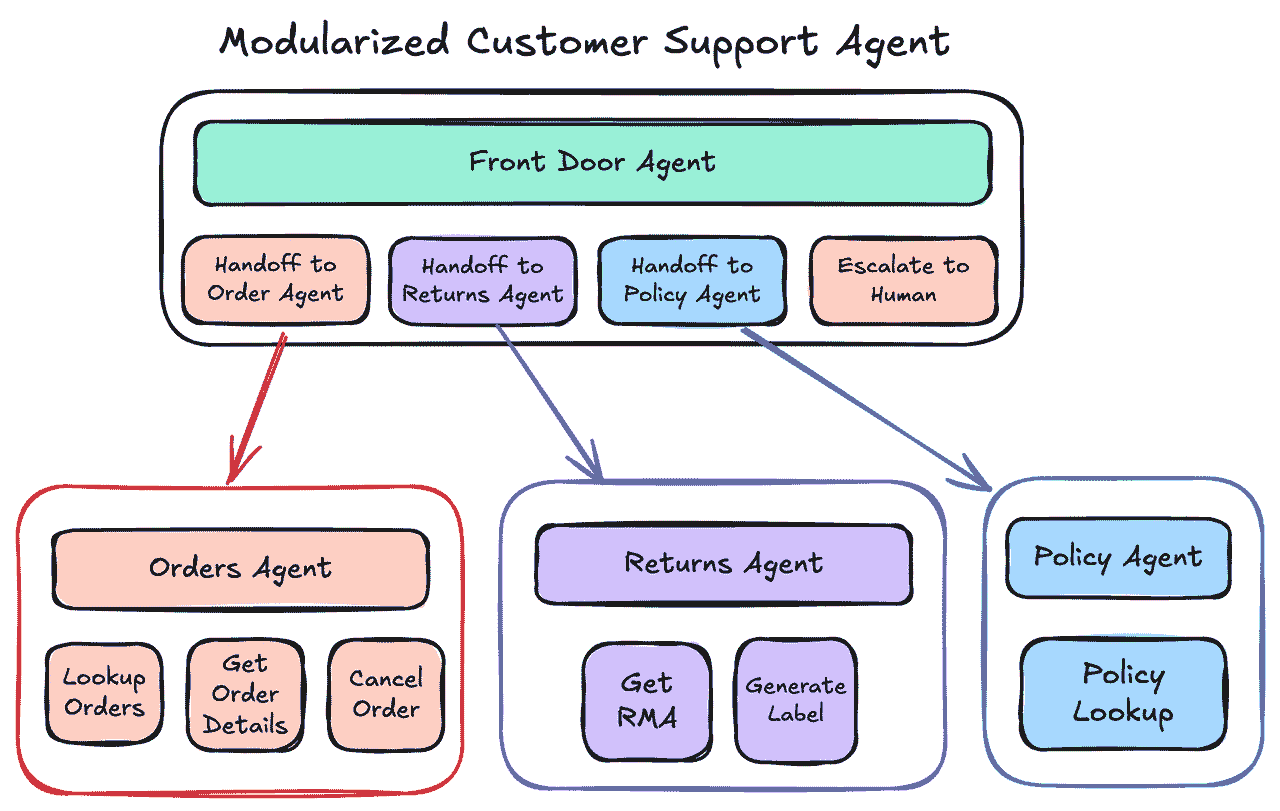 Modularized Customer Support Agent
Front Door Agent
Handoff to
Order Agent
Handoff to
Returns Agent
Handoff to
Policy Agent
Escalate to
Human
Orders Agent
Lookup
Orders
Get
Order
Details
Cancel
Order
Returns Agent
Get
RMA
Generate
Label
Policy Agent
Policy
Lookup